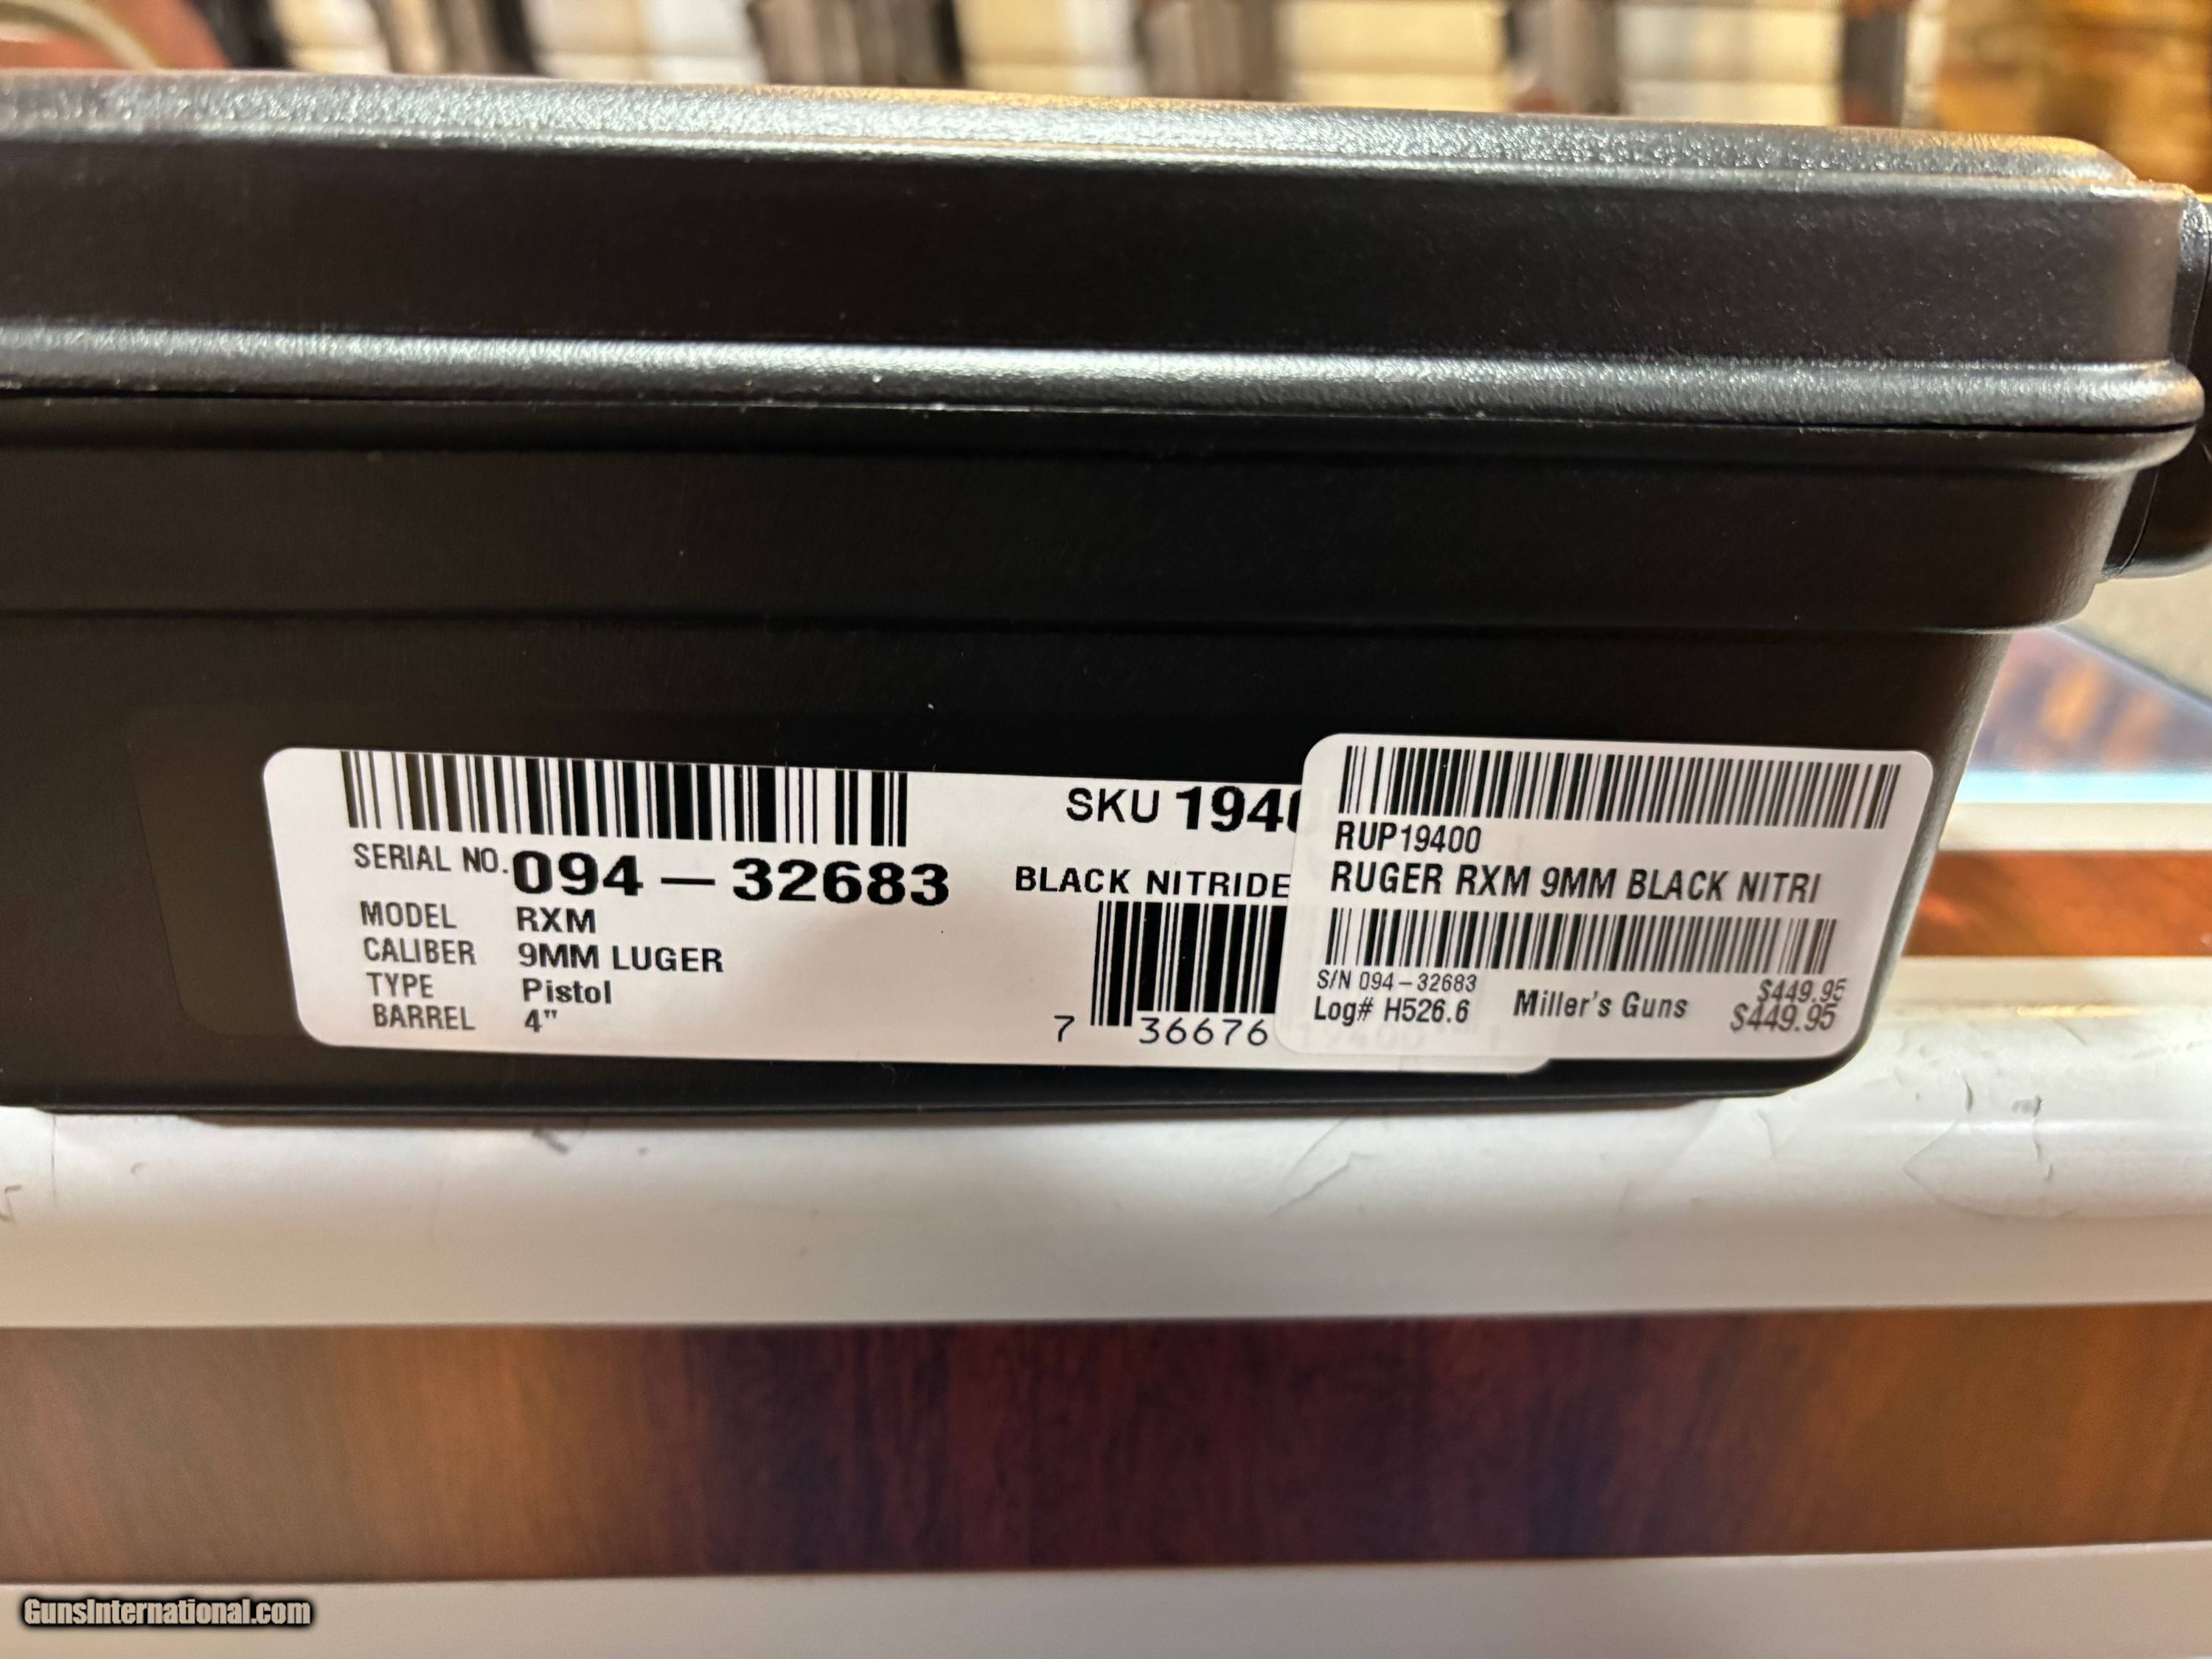 SERIAL NO. 094-32683
MODEL RXM
CALIBER 9MM LUGER
TYPE Pistol
BARREL 4"
SKU 1940
BLACK NITRIDE
7 36676
RUP19400
RUGER RXM 9MM BLACK NITRI
S/N 094-32683
$449.95
Log# H526.6 Miller's Guns $449.95
GunsInternational.com